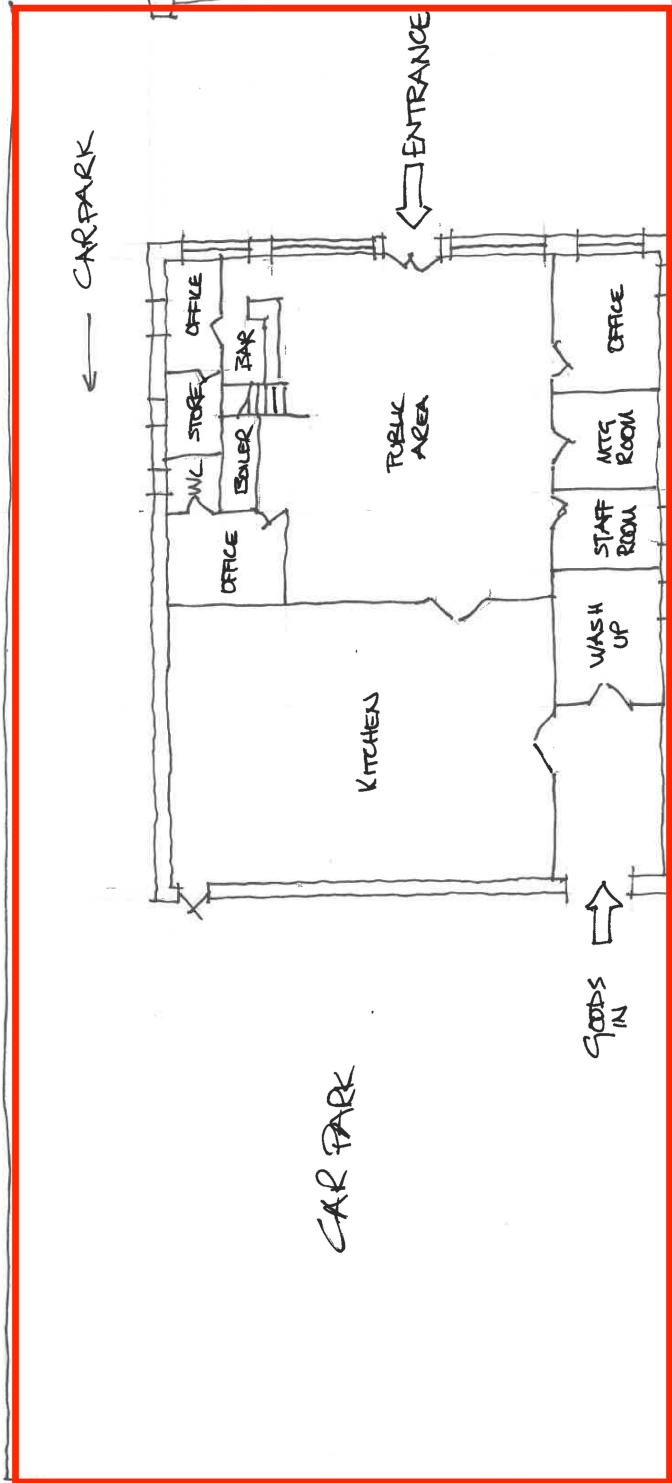 ← CARPARK
ENTRANCE
OFFICE
STORE
WC
BAR
BOILER
OFFICE
PUBLIC
AREA
OFFICE
MTG
ROOM
STAFF
ROOM
WASH
UP
KITCHEN
GOODS
IN
CAR PARK